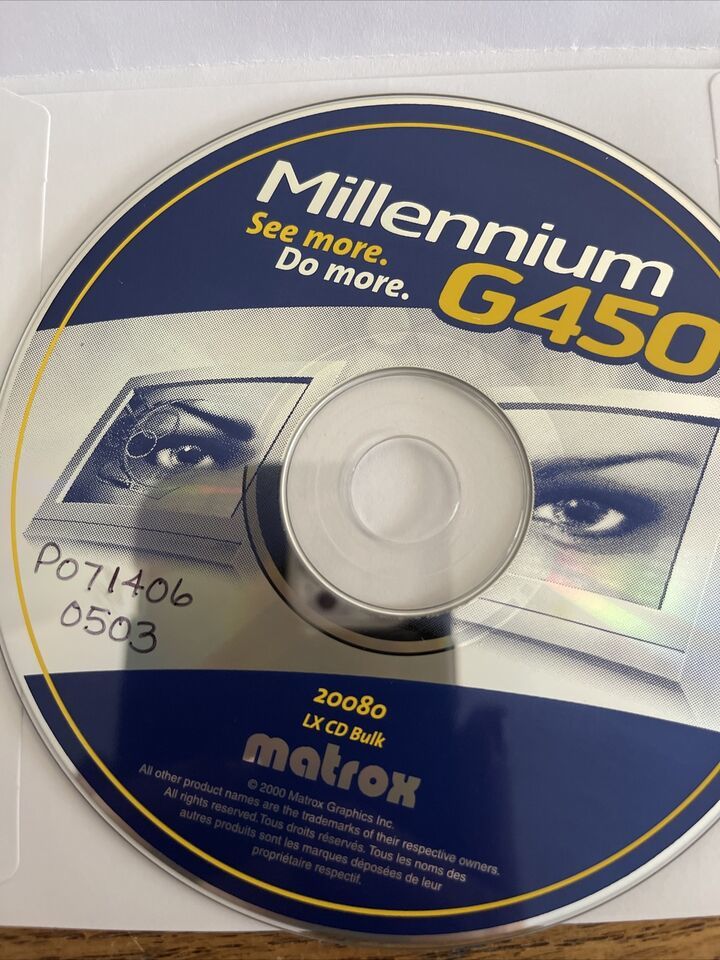 Millennium
See more.
Do more.
G450
PO71406
0503
20080
LX CD Bulk
matrox
© 2000 Matrox Graphics Inc.
All other product names are the trademarks of their respective owners.
All rights reserved. Tous droits réservés. Tous les noms des
autres produits sont les marques déposées de leur
propriétaire respectif.